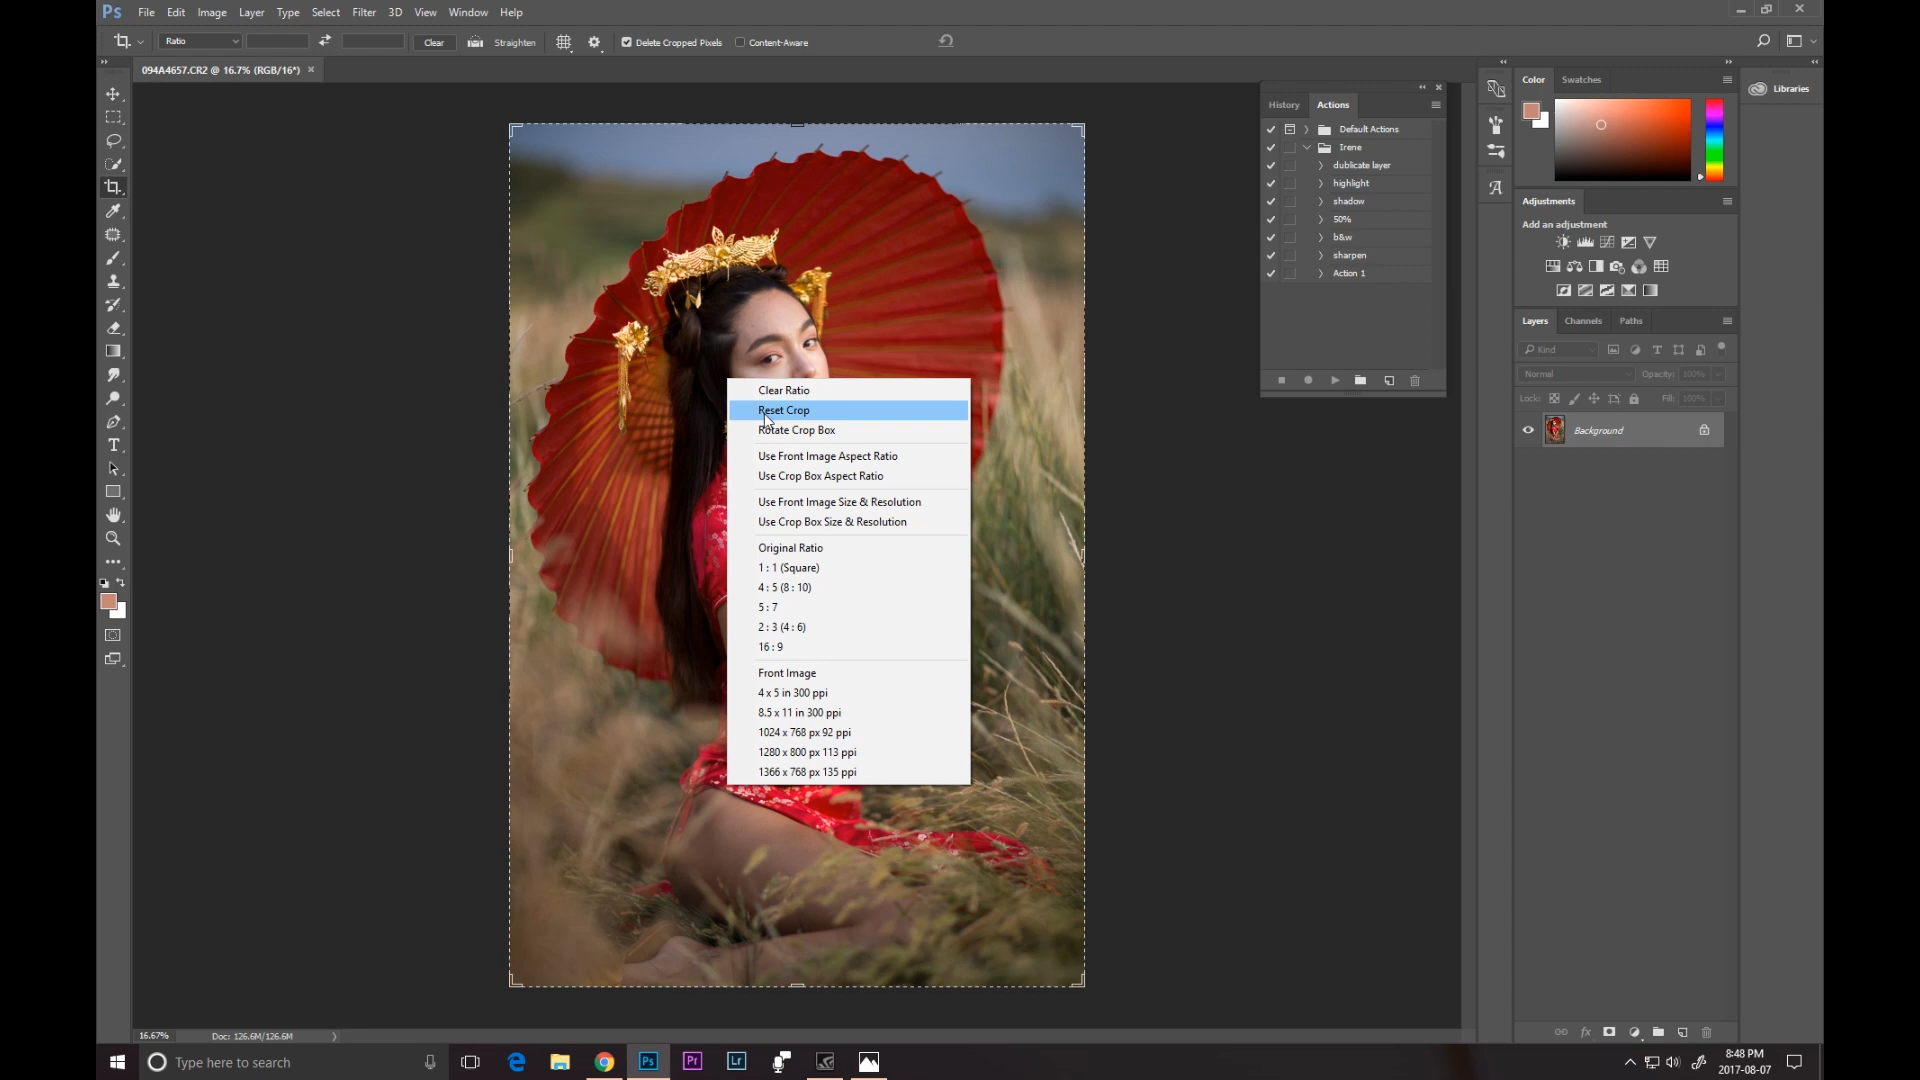 Ps File Edit Image Layer Type Select Filter 3D View Window Help
Ratio Clear Straighten Delete Cropped Pixels Content-Aware
094A4657.CR2 @ 16.7% (RGB/16*)
History Actions
Default Actions
Irene
dublicate layer
highlight
shadow
50%
b&w
sharpen
Action 1
Color Swatches
Libraries
Adjustments
Add an adjustment
Layers Channels Paths
Kind
Normal Opacity: 100%
Lock: Fill: 100%
Background
Clear Ratio
Reset Crop
Rotate Crop Box
Use Front Image Aspect Ratio
Use Crop Box Aspect Ratio
Use Front Image Size & Resolution
Use Crop Box Size & Resolution
Original Ratio
1 : 1 (Square)
4 : 5 (8 : 10)
5 : 7
2 : 3 (4 : 6)
16 : 9
Front Image
4 x 5 in 300 ppi
8.5 x 11 in 300 ppi
1024 x 768 px 92 ppi
1280 x 800 px 113 ppi
1366 x 768 px 135 ppi
16.67% Doc: 126.6M/126.6M
Type here to search
Ps Pr Lr
8:48 PM
2017-08-07